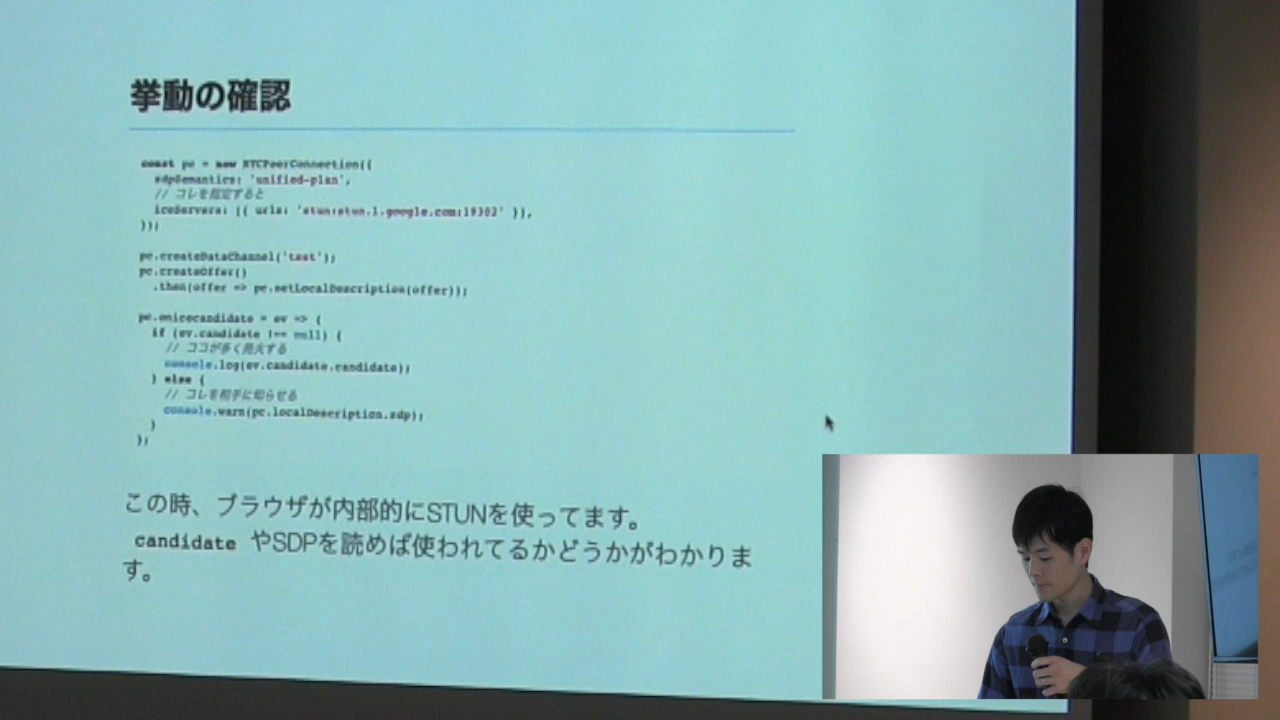 挙動の確認
const pc = new RTCPeerConnection({
sdpSemantics: 'unified-plan',
// コレを指定すると
iceServers: [{ urls: 'stun:stun.l.google.com:19302' }],
});
pc.createDataChannel('test');
pc.createOffer()
.then(offer => pc.setLocalDescription(offer));
pc.onicecandidate = ev => {
if (ev.candidate !== null) {
// ココが多く発火する
console.log(ev.candidate.candidate);
} else {
// コレを相手に知らせる
console.warn(pc.localDescription.sdp);
}
};
この時、ブラウザが内部的にSTUNを使ってます。
candidate やSDPを読めば使われてるかどうかがわかりま
す。